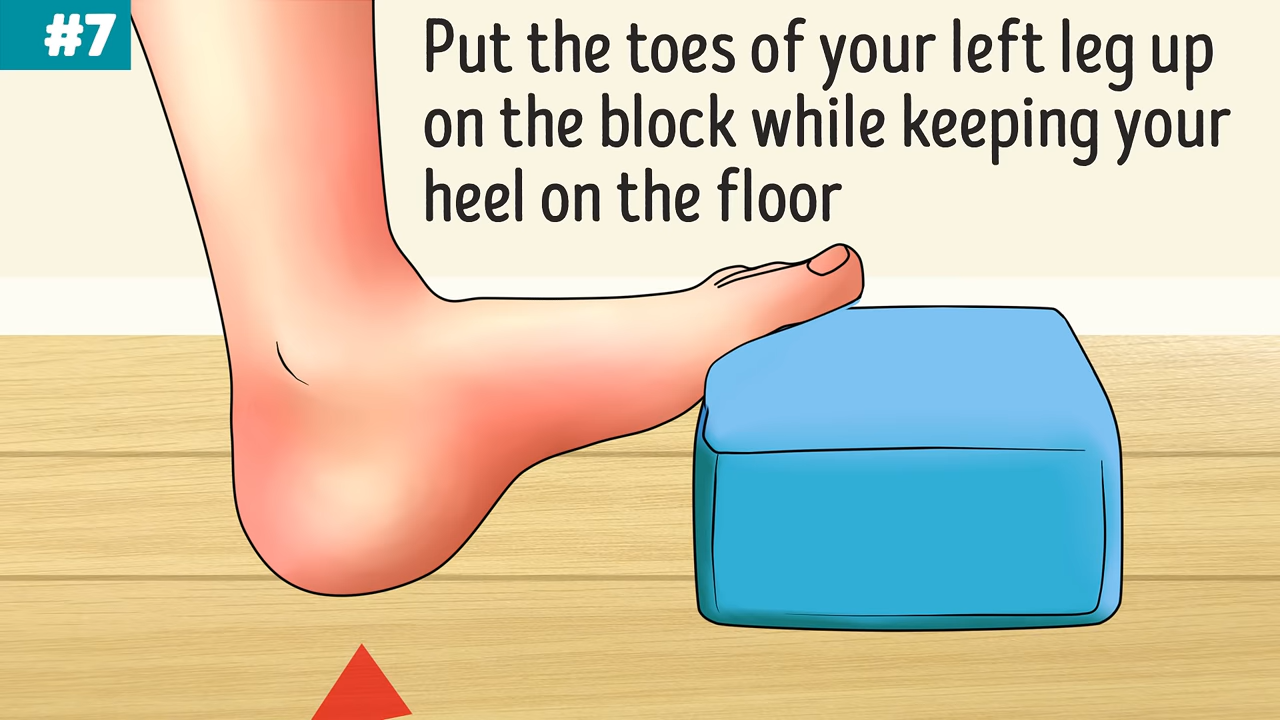 #7
Put the toes of your left leg up
on the block while keeping your
heel on the floor